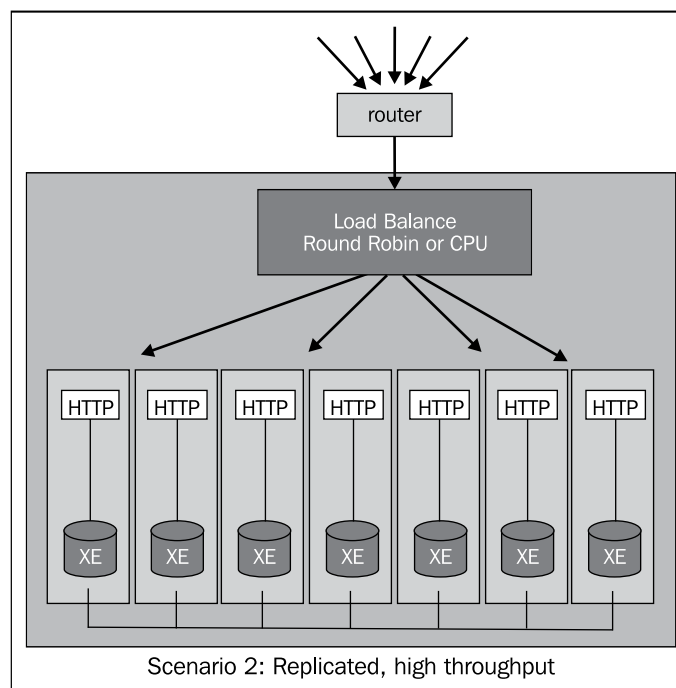 router
Load Balance
Round Robin or CPU
HTTP HTTP HTTP HTTP HTTP HTTP HTTP
XE XE XE XE XE XE XE
Scenario 2: Replicated, high throughput